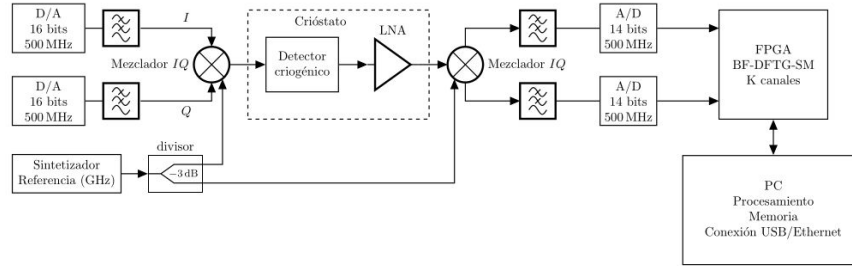 D/A
16 bits
500 MHz
I
Mezclador IQ
D/A
16 bits
500 MHz
Q
Sintetizador
Referencia (GHz)
divisor
−3 dB
Crióstato
Detector
criogénico
LNA
Mezclador IQ
A/D
14 bits
500 MHz
A/D
14 bits
500 MHz
FPGA
BF-DFTG-SM
K canales
PC
Procesamiento
Memoria
Conexión USB/Ethernet